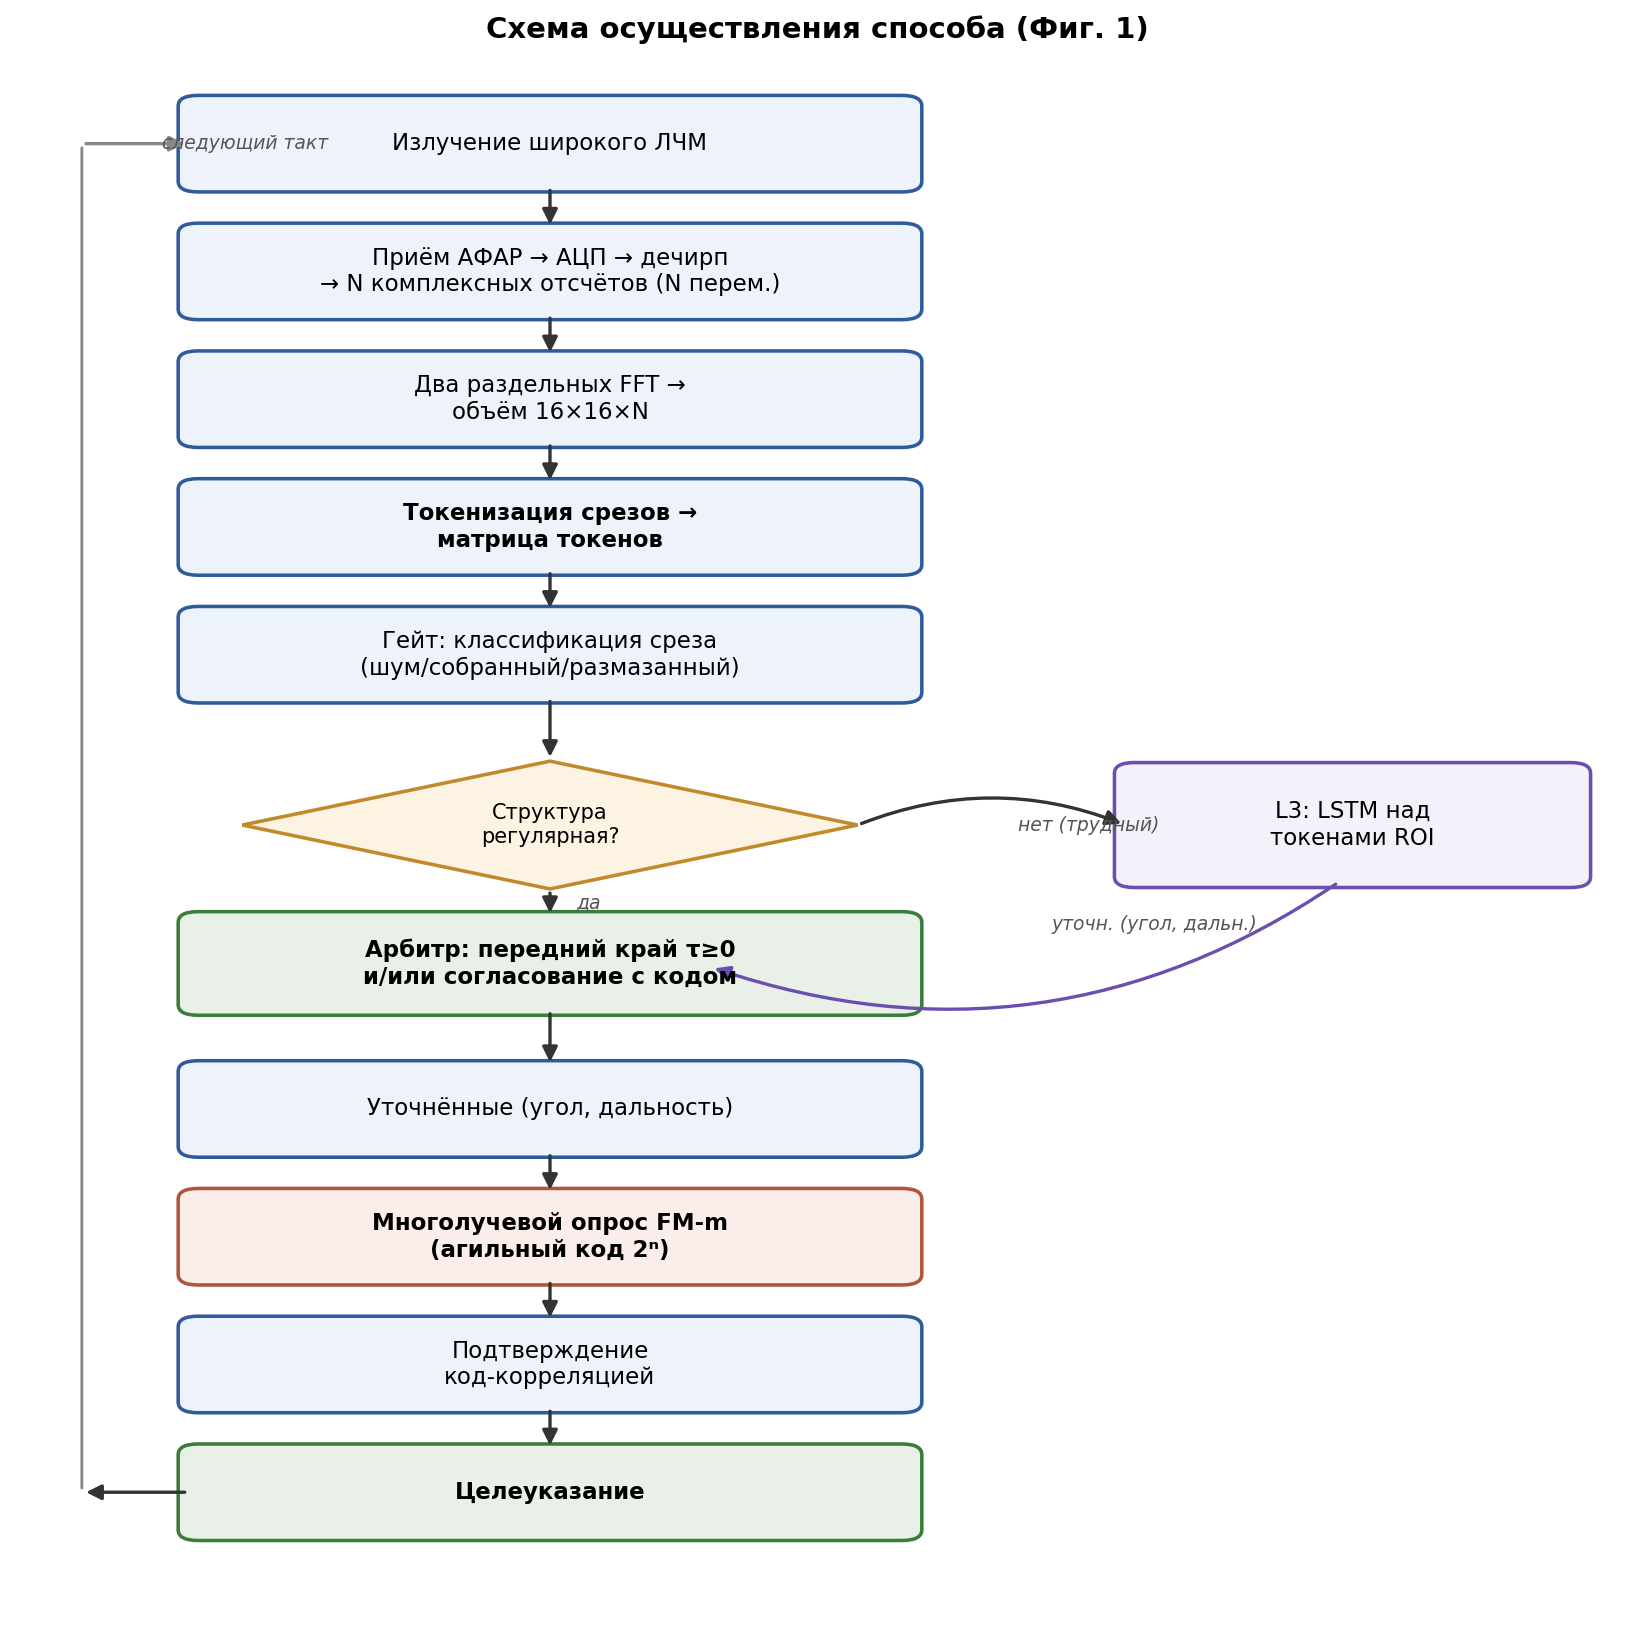 Схема осуществления способа (Фиг. 1)
следующий такт
Излучение широкого ЛЧМ
Приём АФАР → АЦП → дечирп
→ N комплексных отсчётов (N перем.)
Два раздельных FFT →
объём 16×16×N
Токенизация срезов →
матрица токенов
Гейт: классификация среза
(шум/собранный/размазанный)
Структура
регулярная?
нет (трудный)
L3: LSTM над
токенами ROI
да
уточн. (угол, дальн.)
Арбитр: передний край τ≥0
и/или согласование с кодом
Уточнённые (угол, дальность)
Многолучевой опрос FM-m
(агильный код 2ⁿ)
Подтверждение
код-корреляцией
Целеуказание